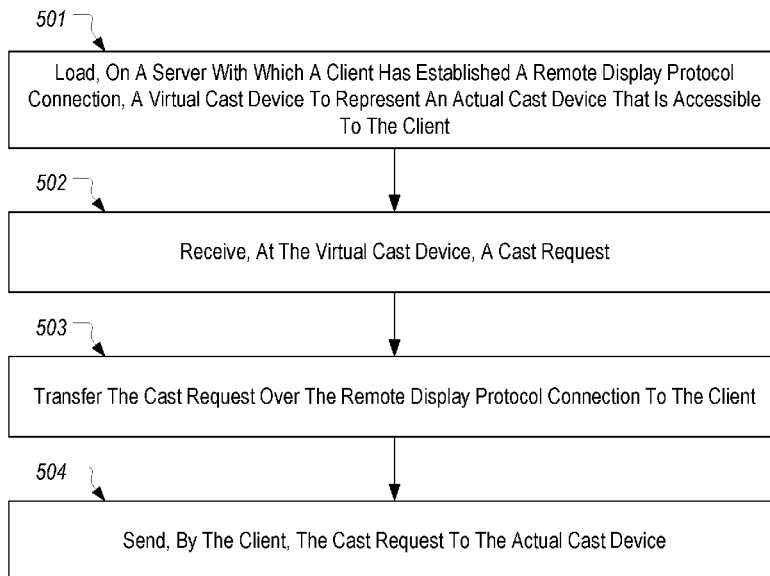 501
Load, On A Server With Which A Client Has Established A Remote Display Protocol
Connection, A Virtual Cast Device To Represent An Actual Cast Device That Is Accessible
To The Client
502
Receive, At The Virtual Cast Device, A Cast Request
503
Transfer The Cast Request Over The Remote Display Protocol Connection To The Client
504
Send, By The Client, The Cast Request To The Actual Cast Device